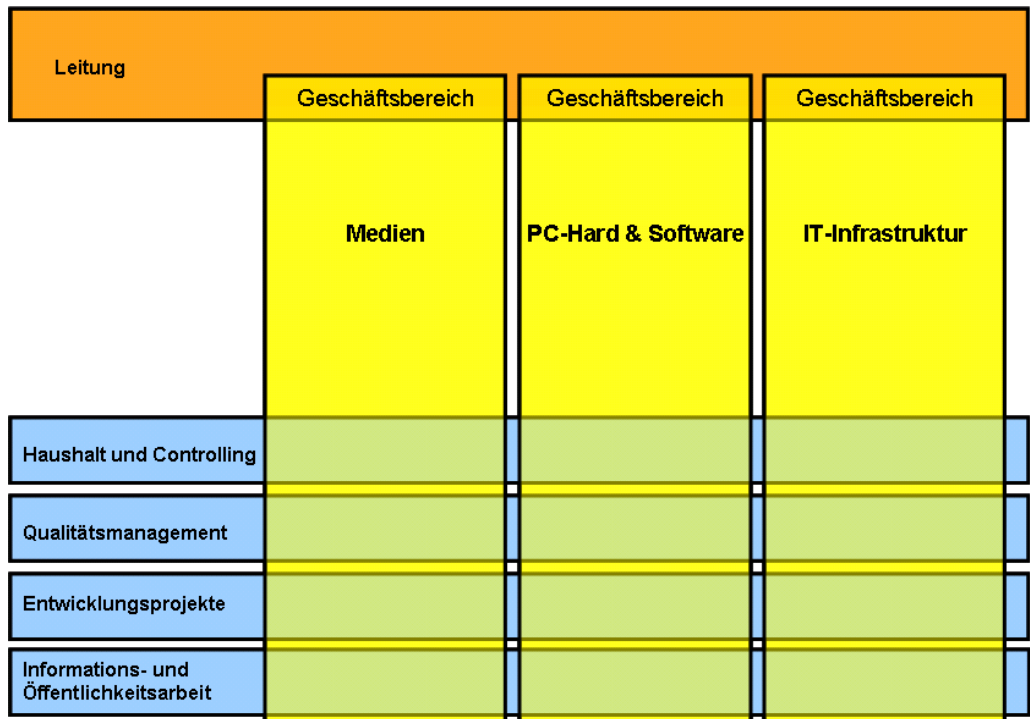 Leitung
Geschäftsbereich
Geschäftsbereich
Geschäftsbereich
Medien
PC-Hard & Software
IT-Infrastruktur
Haushalt und Controlling
Qualitätsmanagement
Entwicklungsprojekte
Informations- und
Öffentlichkeitsarbeit